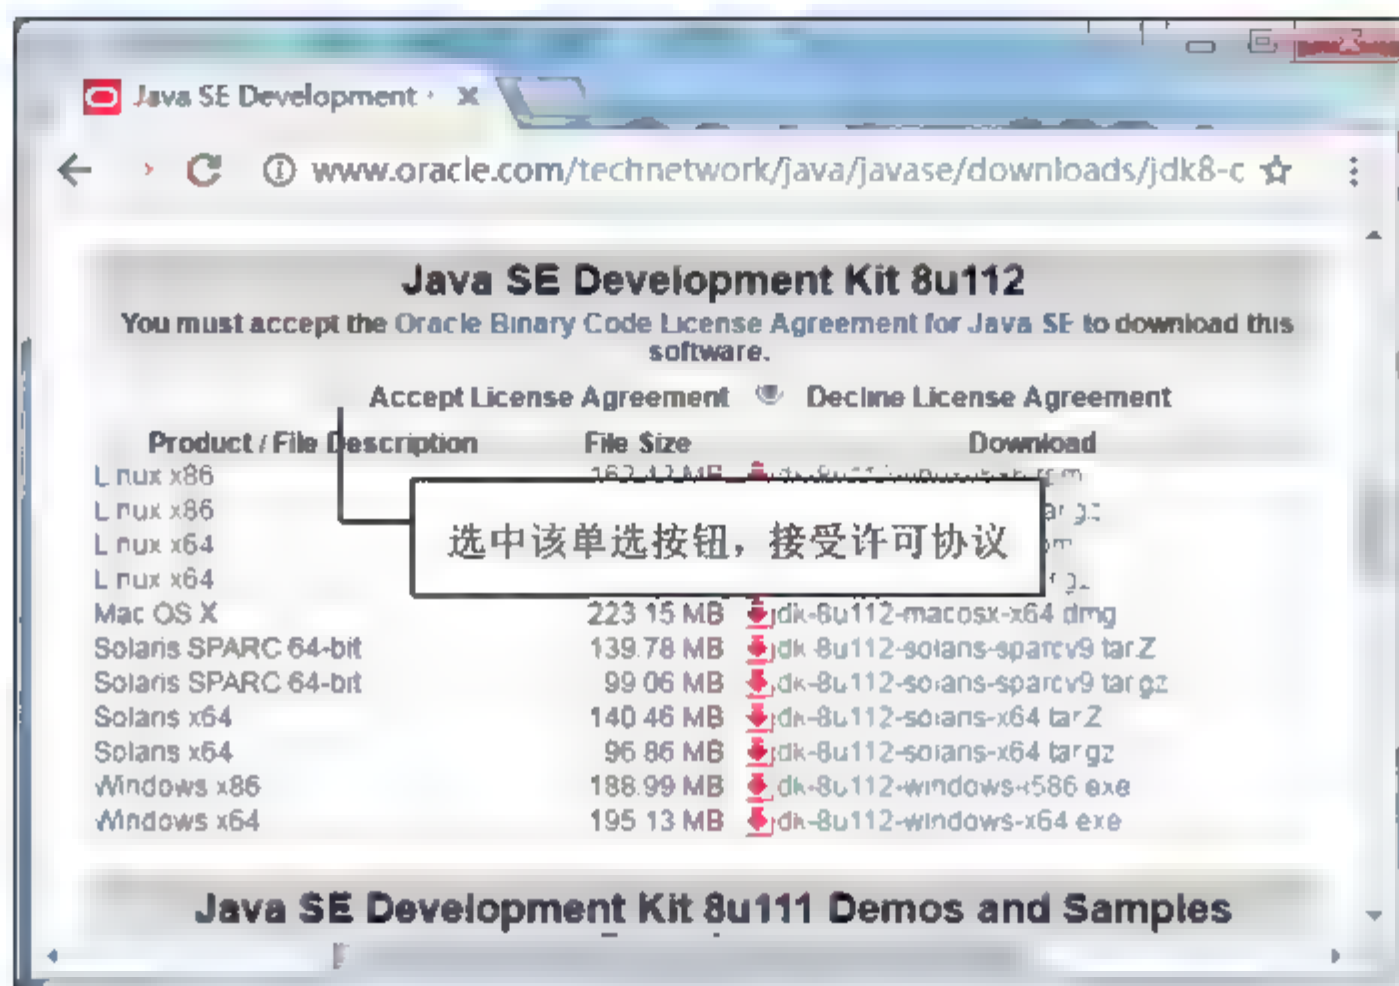 Java SE Development
www.oracle.com/technetwork/java/javase/downloads/jdk8-c
Java SE Development Kit 8u112
You must accept the Oracle Binary Code License Agreement for Java SE to download this
software.
Accept License Agreement Decline License Agreement
Product / File Description File Size Download
Linux x86
Linux x86
选中该单选按钮，接受许可协议
Linux x64
Linux x64
Mac OS X 223.15 MB jdk-8u112-macosx-x64.dmg
Solaris SPARC 64-bit 139.78 MB jdk-8u112-solaris-sparcv9.tar.Z
Solaris SPARC 64-bit 99.06 MB jdk-8u112-solaris-sparcv9.tar.gz
Solaris x64 140.46 MB jdk-8u112-solaris-x64.tar.Z
Solaris x64 96.86 MB jdk-8u112-solaris-x64.tar.gz
Windows x86 188.99 MB jdk-8u112-windows-i586.exe
Windows x64 195.13 MB jdk-8u112-windows-x64.exe
Java SE Development Kit 8u111 Demos and Samples